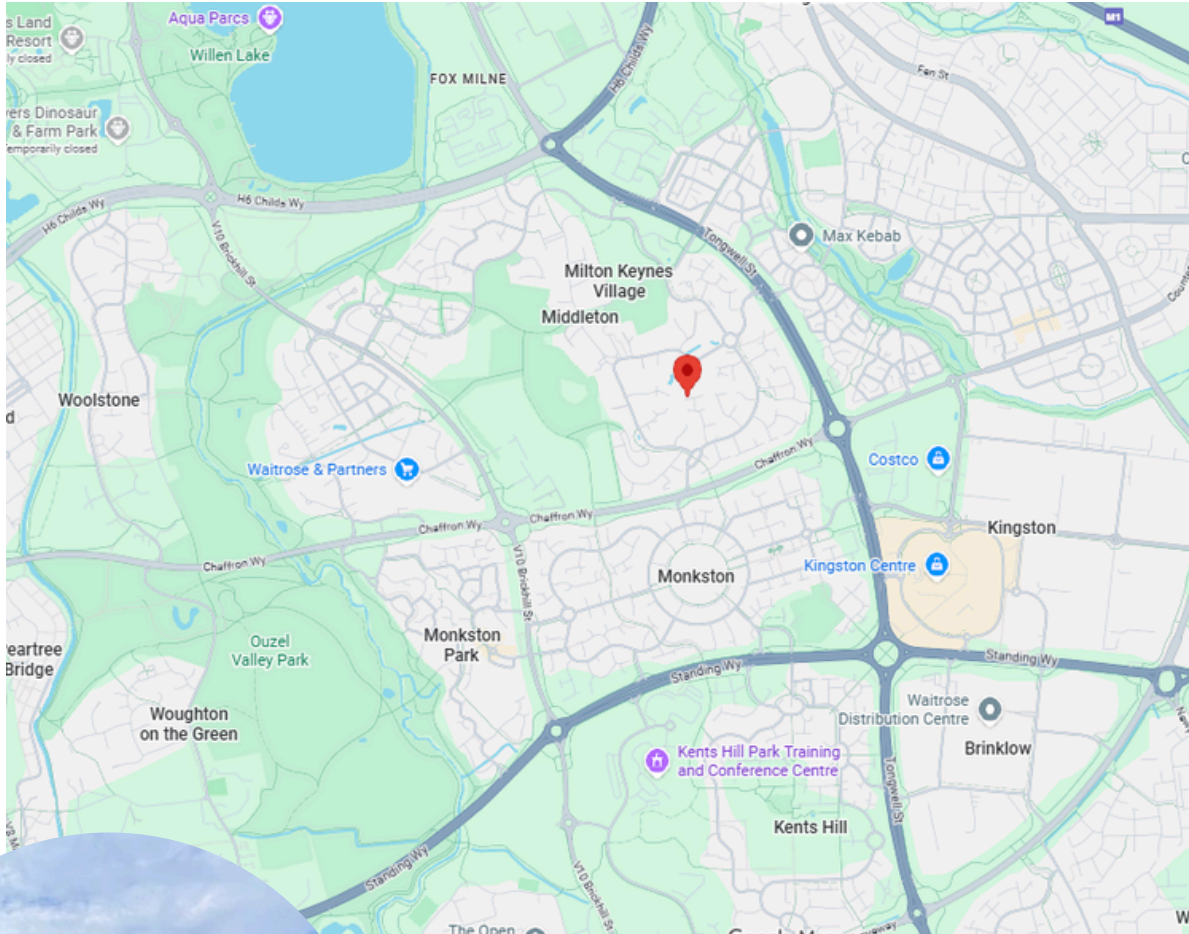 M1
s Land
Resort
ly closed
Aqua Parcs
Willen Lake
FOX MILNE
H6 Childs Wy
Fen St
vers Dinosaur
& Farm Park
Temporarily closed
H6 Childs Wy
H6 Childs Wy
V10 Brickhill St
Tongwell St
Max Kebab
Milton Keynes
Village
Middleton
Woolstone
d
Waitrose & Partners
Chaffron Wy
Costco
Chaffron Wy
Chaffron Wy
Chaffron Wy
Kingston
Kingston Centre
Monkston
V10 Brickhill St
Monkston
Park
Ouzel
Valley Park
eartree
Bridge
Standing Wy
Standing Wy
Woughton
on the Green
Waitrose
Distribution Centre
Brinklow
Kents Hill Park Training
and Conference Centre
Tongwell St
Kents Hill
Standing Wy
V10 Brickhill St
The Open
W